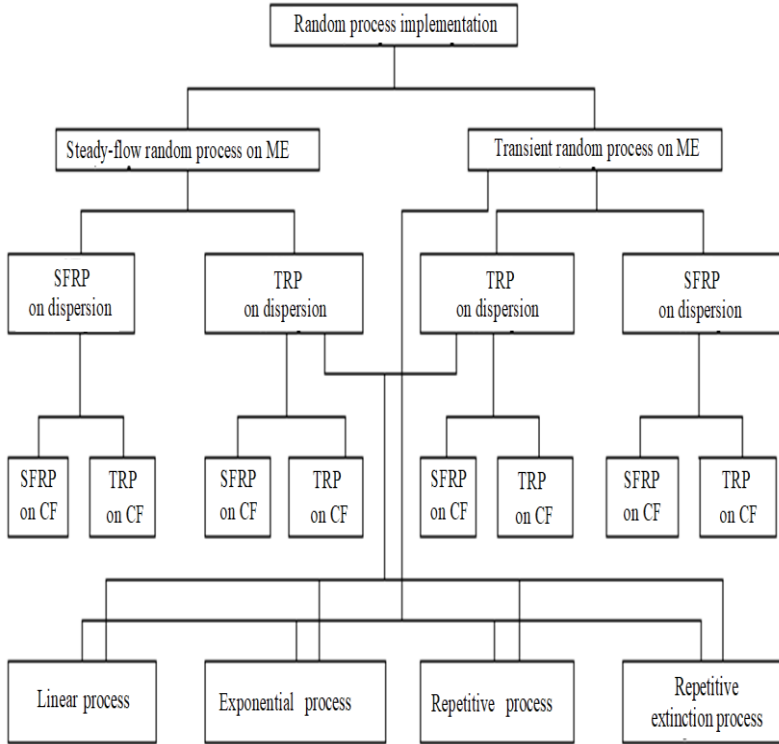 Random process implementation
Steady-flow random process on ME
Transient random process on ME
SFRP
on dispersion
TRP
on dispersion
TRP
on dispersion
SFRP
on dispersion
SFRP
on CF
TRP
on CF
SFRP
on CF
TRP
on CF
SFRP
on CF
TRP
on CF
SFRP
on CF
TRP
on CF
Linear process
Exponential process
Repetitive process
Repetitive
extinction process